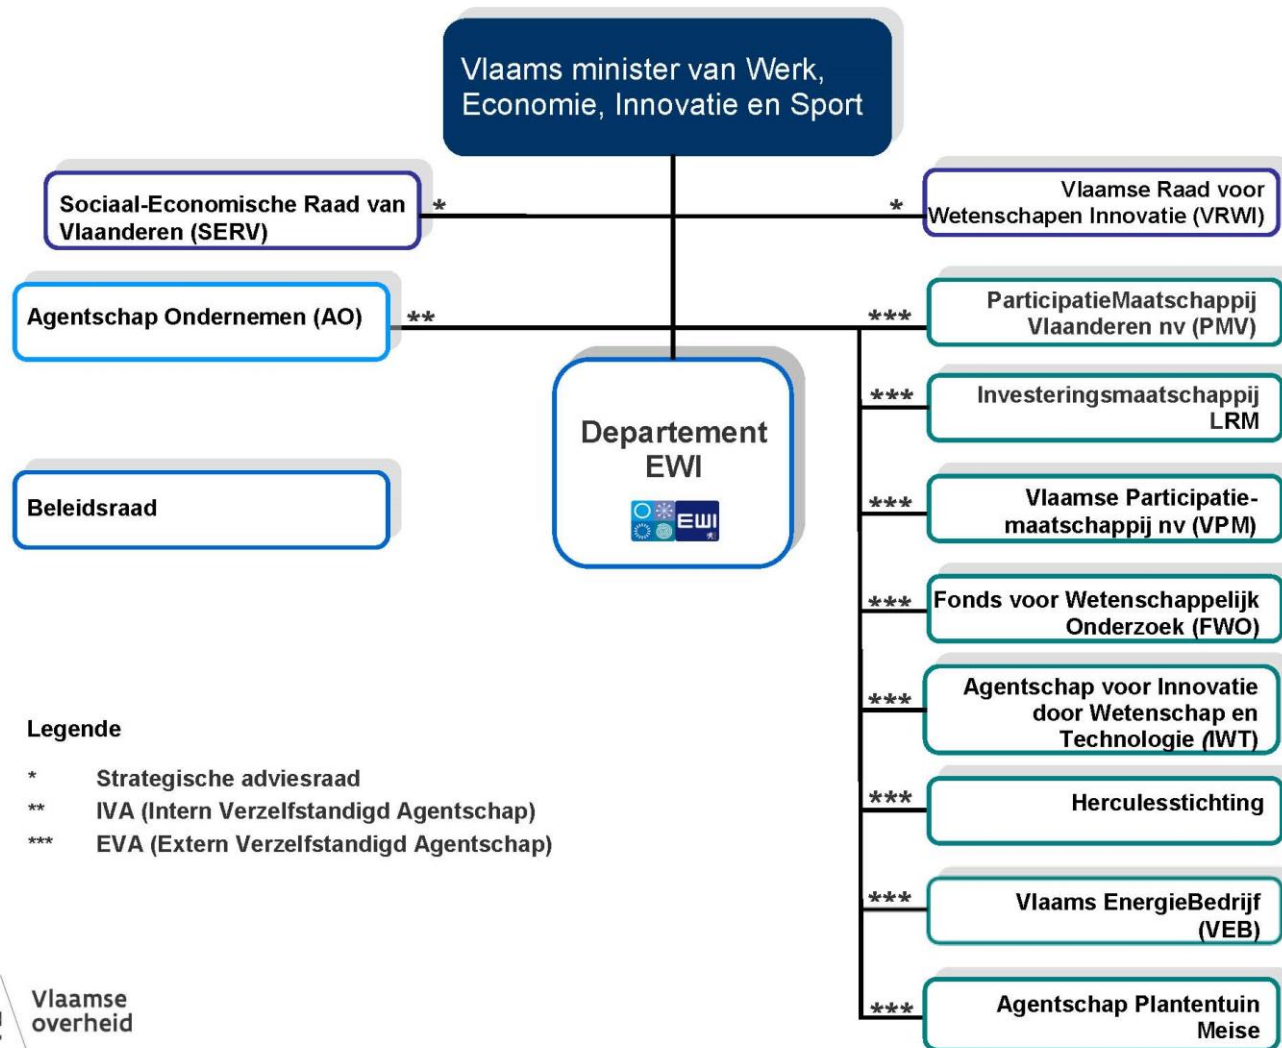 Vlaams minister van Werk,
Economie, Innovatie en Sport
Sociaal-Economische Raad van
Vlaanderen (SERV)
*
*
Vlaamse Raad voor
Wetenschapen Innovatie (VRWI)
Agentschap Ondernemen (AO)
**
***
ParticipatieMaatschappij
Vlaanderen nv (PMV)
Departement
EWI
EWI
***
Investeringsmaatschappij
LRM
Beleidsraad
***
Vlaamse Participatie-
maatschappij nv (VPM)
***
Fonds voor Wetenschappelijk
Onderzoek (FWO)
***
Agentschap voor Innovatie
door Wetenschap en
Technologie (IWT)
***
Herculesstichting
***
Vlaams EnergieBedrijf
(VEB)
***
Agentschap Plantentuin
Meise
Legende
* Strategische adviesraad
** IVA (Intern Verzelfstandigd Agentschap)
*** EVA (Extern Verzelfstandigd Agentschap)
Vlaamse
overheid